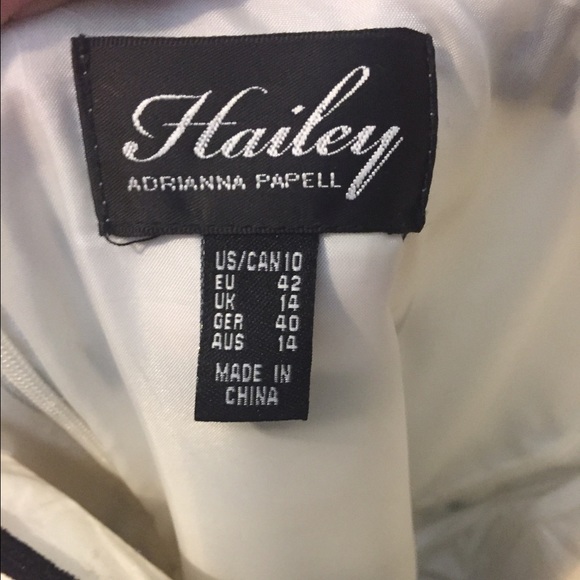 Hailey
ADRIANNA PAPELL
US/CAN 10
EU 42
UK 14
GER 40
AUS 14
MADE IN
CHINA